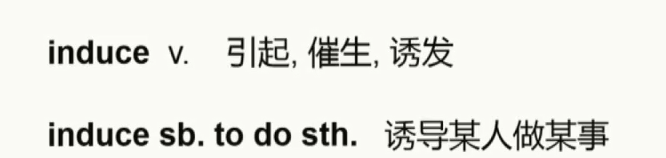 induce v. 引起, 催生, 诱发
induce sb. to do sth. 诱导某人做某事